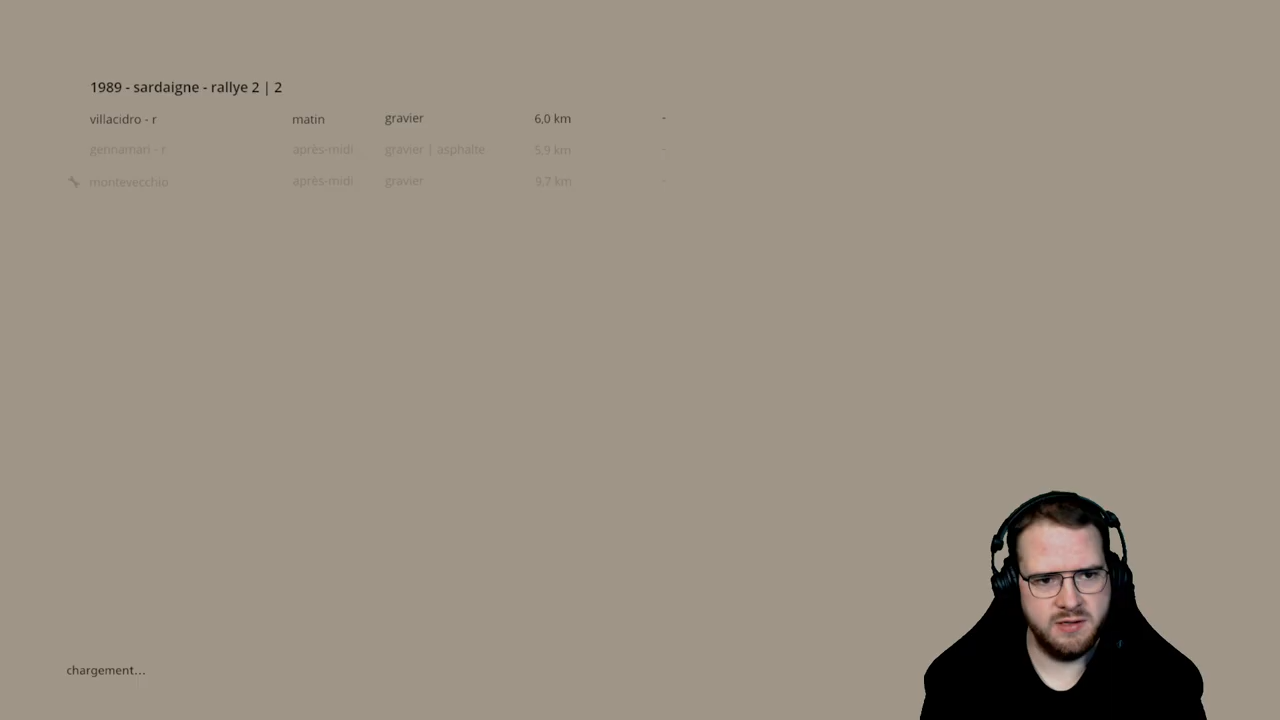 1989 - sardaigne - rallye 2 | 2
villacidro - r matin gravier 6,0 km -
gennamari - r après-midi gravier | asphalte 5,9 km -
montevecchio après-midi gravier 9,7 km -
chargement...